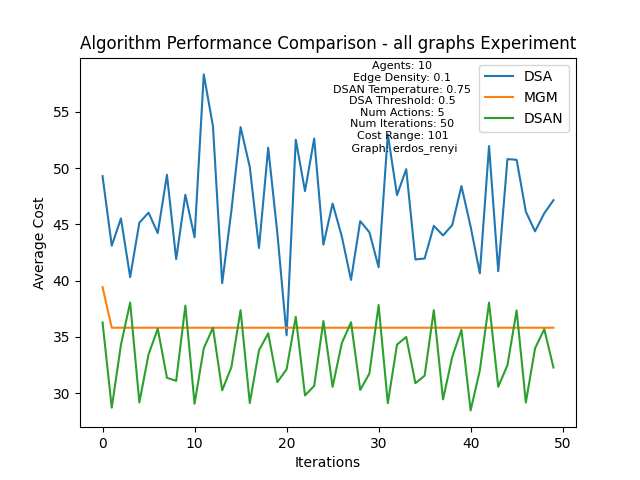 Algorithm Performance Comparison - all graphs Experiment
Agents: 10
Edge Density: 0.1
DSAN Temperature: 0.75
DSA Threshold: 0.5
Num Actions: 5
Num Iterations: 50
Cost Range: 101
Graph: erdos_renyi
DSA
MGM
DSAN
Average Cost
55
50
45
40
35
30
0 10 20 30 40 50
Iterations